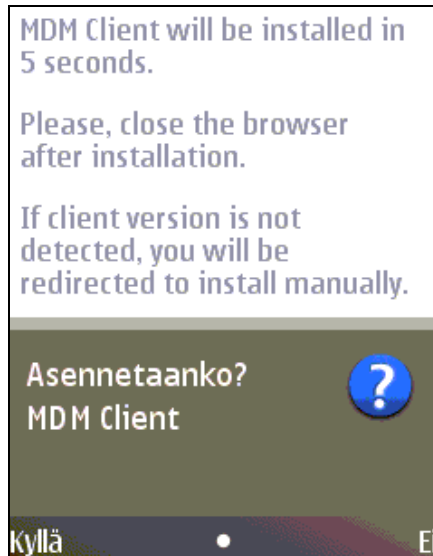 MDM Client will be installed in
5 seconds.
Please, close the browser
after installation.
If client version is not
detected, you will be
redirected to install manually.
Asennetaanko?
MDM Client
?
Kyllä